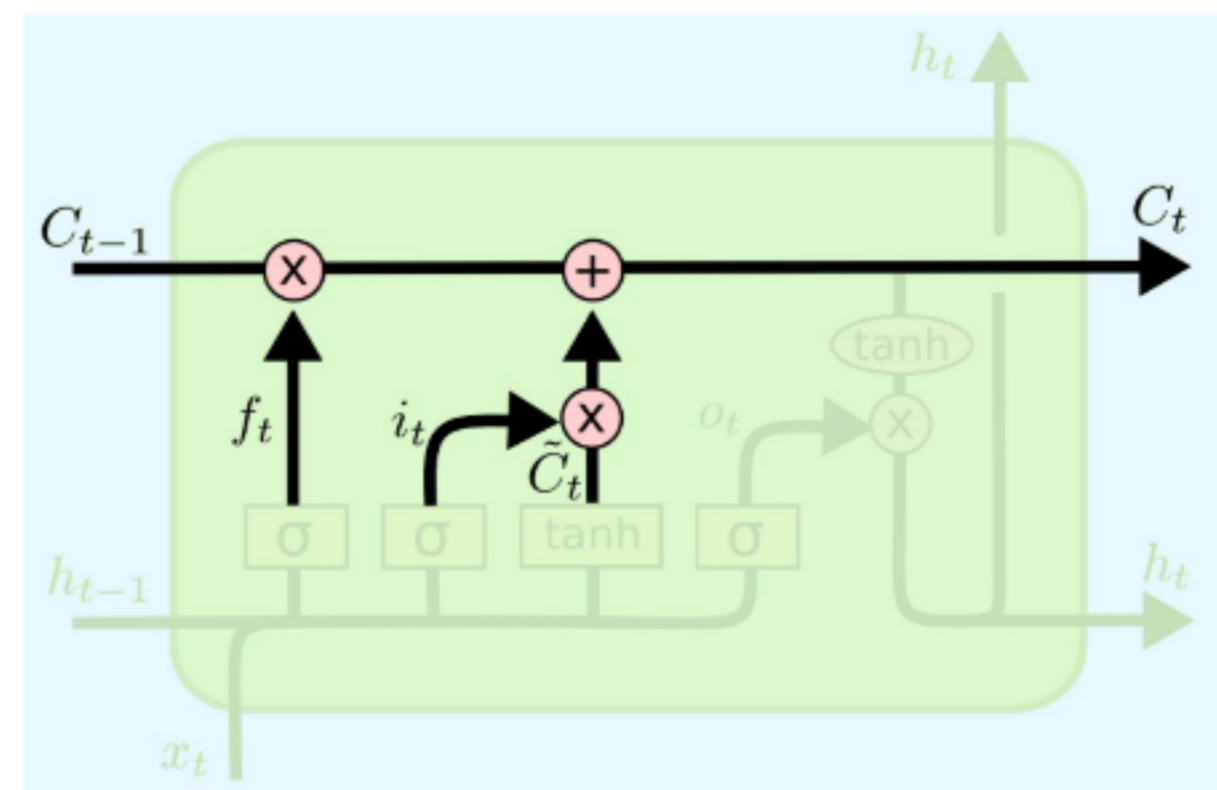 h_t
C_{t-1}
C_t
x
+
tanh
f_t
i_t
x
o_t
x
C̃_t
σ
σ
tanh
σ
h_{t-1}
h_t
x_t